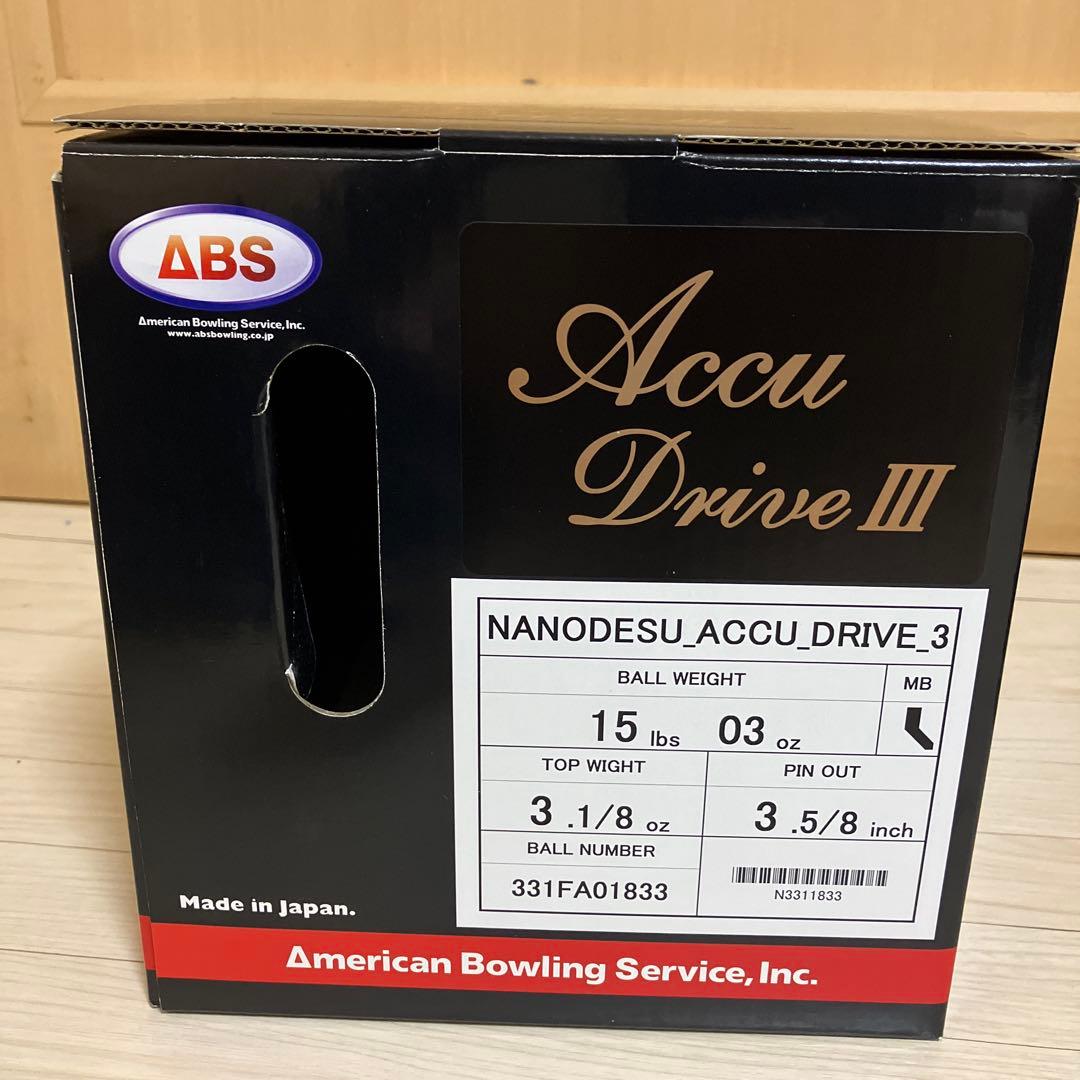 ABS
American Bowling Service, Inc.
www.absbowling.co.jp
Accu
Drive III
NANODESU_ACCU_DRIVE_3
BALL WEIGHT
MB
15 lbs 03 oz
TOP WIGHT
PIN OUT
3 .1/8 oz
3 .5/8 inch
BALL NUMBER
331FA01833
N3311833
Made in Japan.
American Bowling Service, Inc.